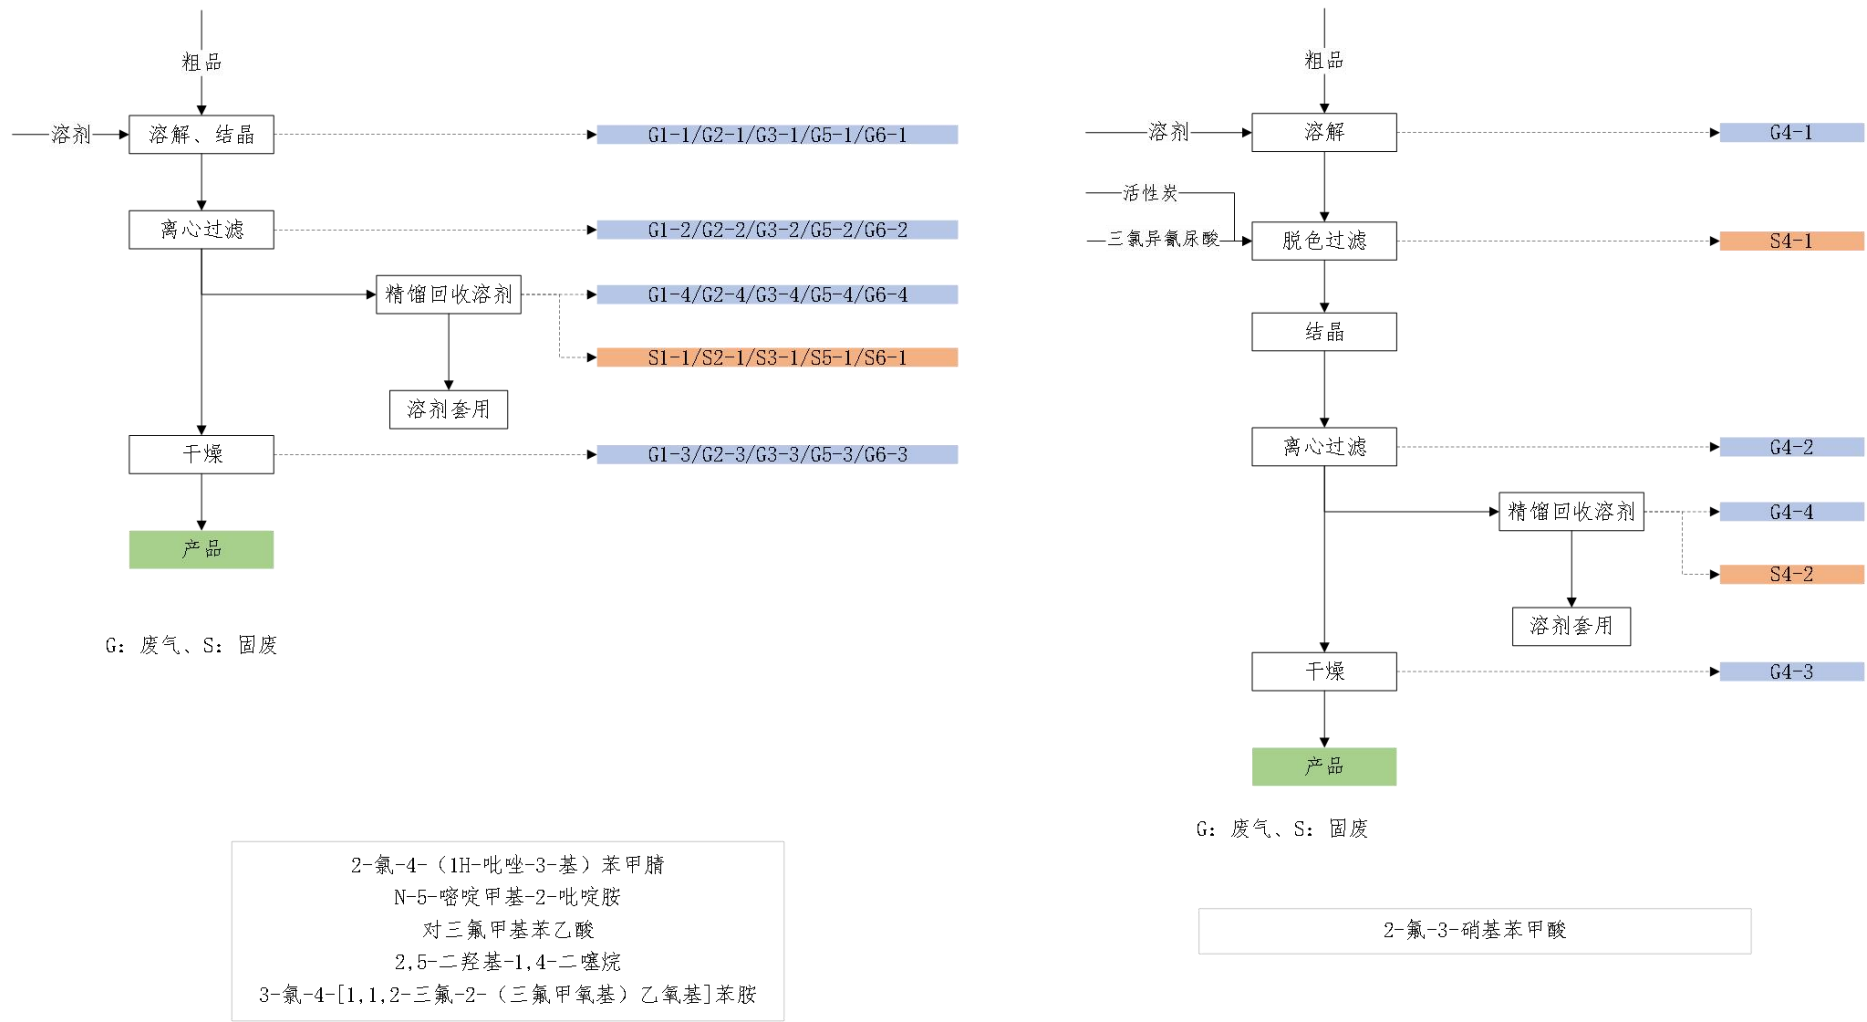 粗品
溶剂
溶解、结晶
G1-1/G2-1/G3-1/G5-1/G6-1
离心过滤
G1-2/G2-2/G3-2/G5-2/G6-2
精馏回收溶剂
G1-4/G2-4/G3-4/G5-4/G6-4
S1-1/S2-1/S3-1/S5-1/S6-1
溶剂套用
干燥
G1-3/G2-3/G3-3/G5-3/G6-3
产品
G：废气、S：固废
2-氯-4-（1H-吡唑-3-基）苯甲腈
N-5-嘧啶甲基-2-吡啶胺
对三氟甲基苯乙酸
2,5-二羟基-1,4-二噻烷
3-氯-4-[1,1,2-三氟-2-（三氟甲氧基）乙氧基]苯胺
粗品
溶剂
溶解
G4-1
活性炭
三氯异氰尿酸
脱色过滤
S4-1
结晶
离心过滤
G4-2
精馏回收溶剂
G4-4
S4-2
溶剂套用
干燥
G4-3
产品
G：废气、S：固废
2-氟-3-硝基苯甲酸